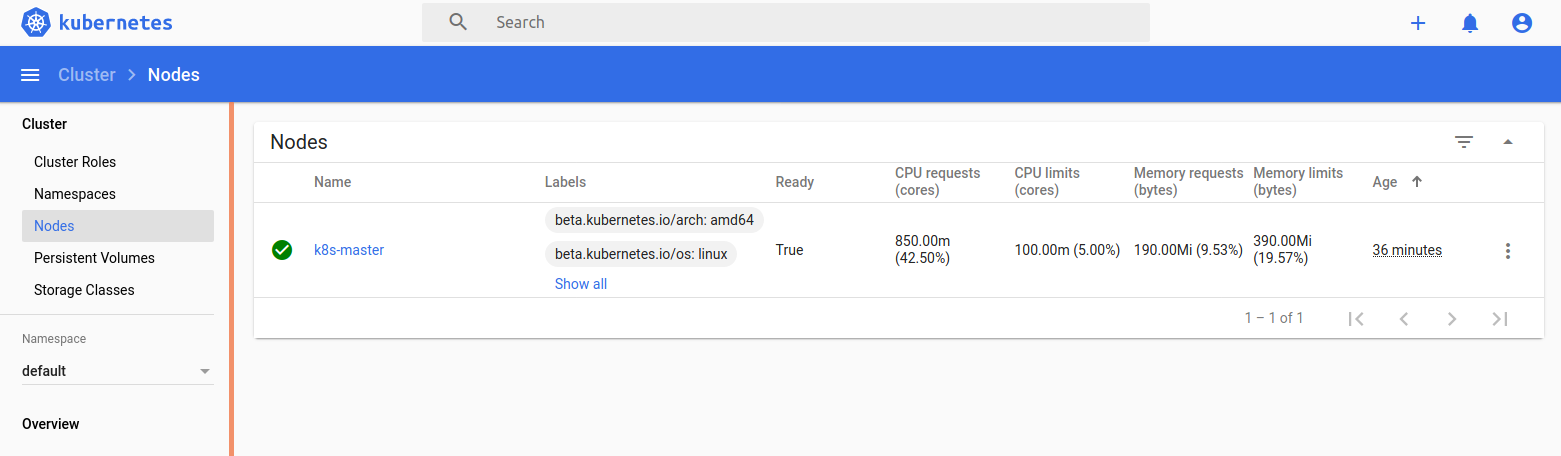 kubernetes
Search
Cluster
Nodes
Cluster
Cluster Roles
Namespaces
Nodes
Persistent Volumes
Storage Classes
Namespace
default
Overview
Nodes
Name
Labels
Ready
CPU requests
(cores)
CPU limits
(cores)
Memory requests
(bytes)
Memory limits
(bytes)
Age
k8s-master
beta.kubernetes.io/arch: amd64
beta.kubernetes.io/os: linux
Show all
True
850.00m
(42.50%)
100.00m (5.00%)
190.00Mi (9.53%)
390.00Mi
(19.57%)
36 minutes
1 – 1 of 1